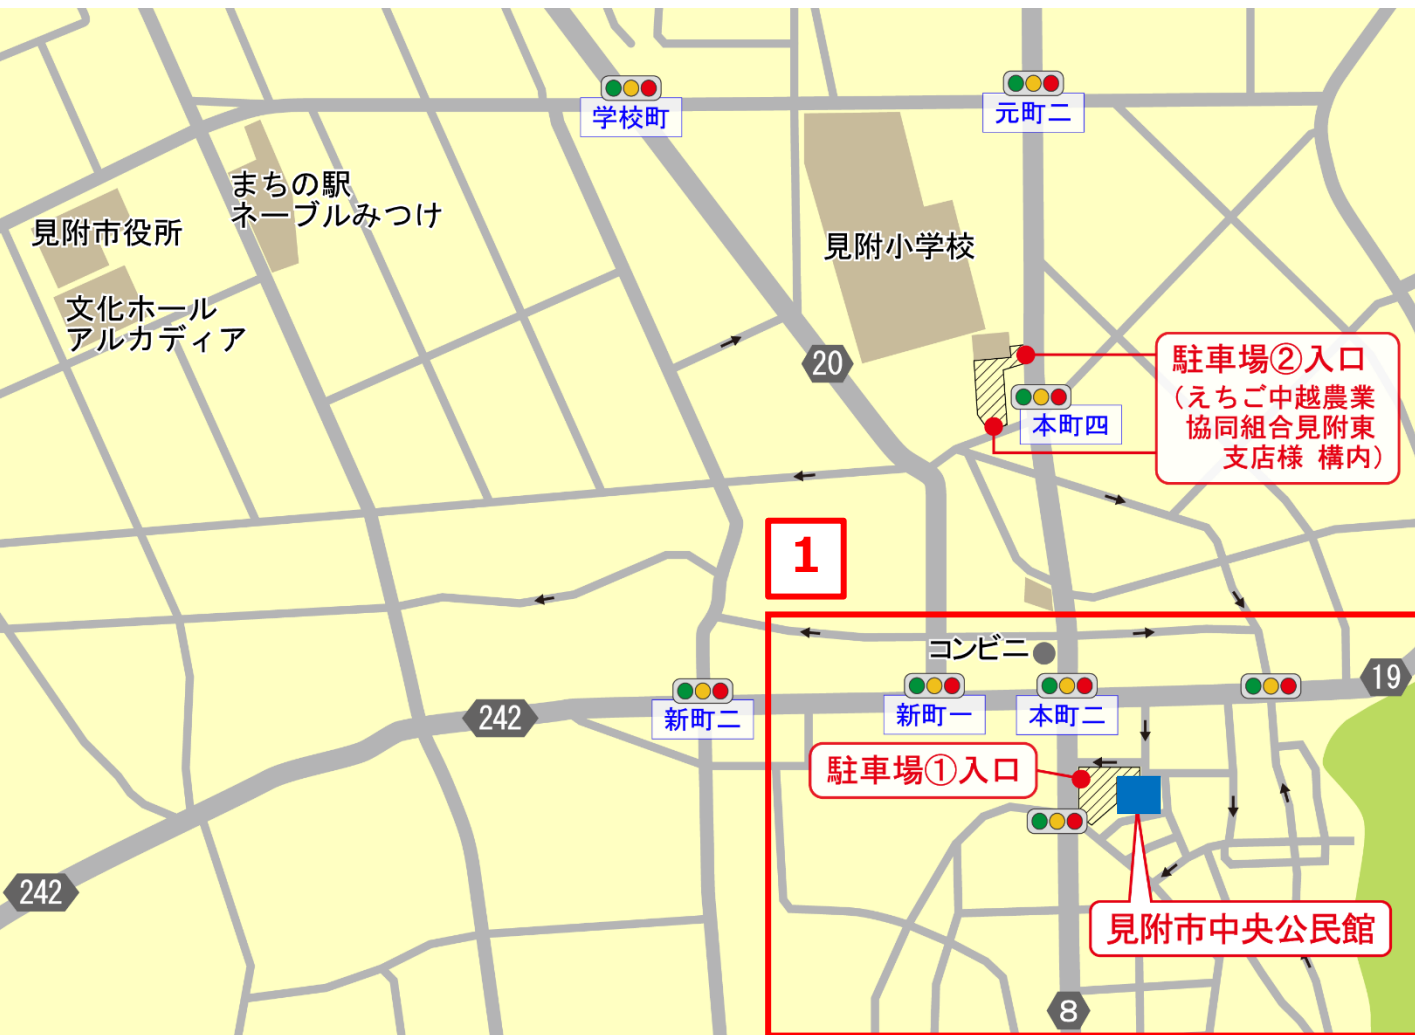 学校町
元町二
まちの駅
ネーブルみつけ
見附市役所
見附小学校
文化ホール
アルカディア
20
駐車場②入口
(えちご中越農業
協同組合見附東
支店様 構内)
本町四
1
コンビニ
19
242
新町二
新町一
本町二
駐車場①入口
242
見附市中央公民館
8